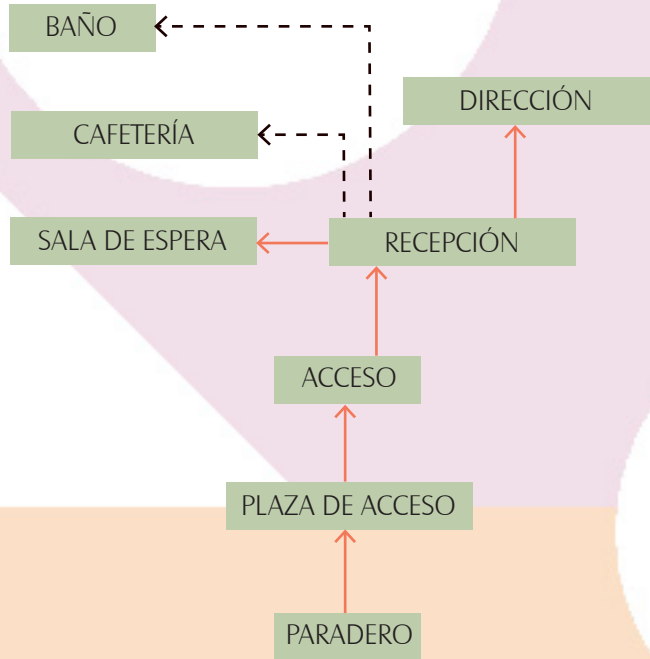 BAÑO
DIRECCIÓN
CAFETERÍA
SALA DE ESPERA
RECEPCIÓN
ACCESO
PLAZA DE ACCESO
PARADERO